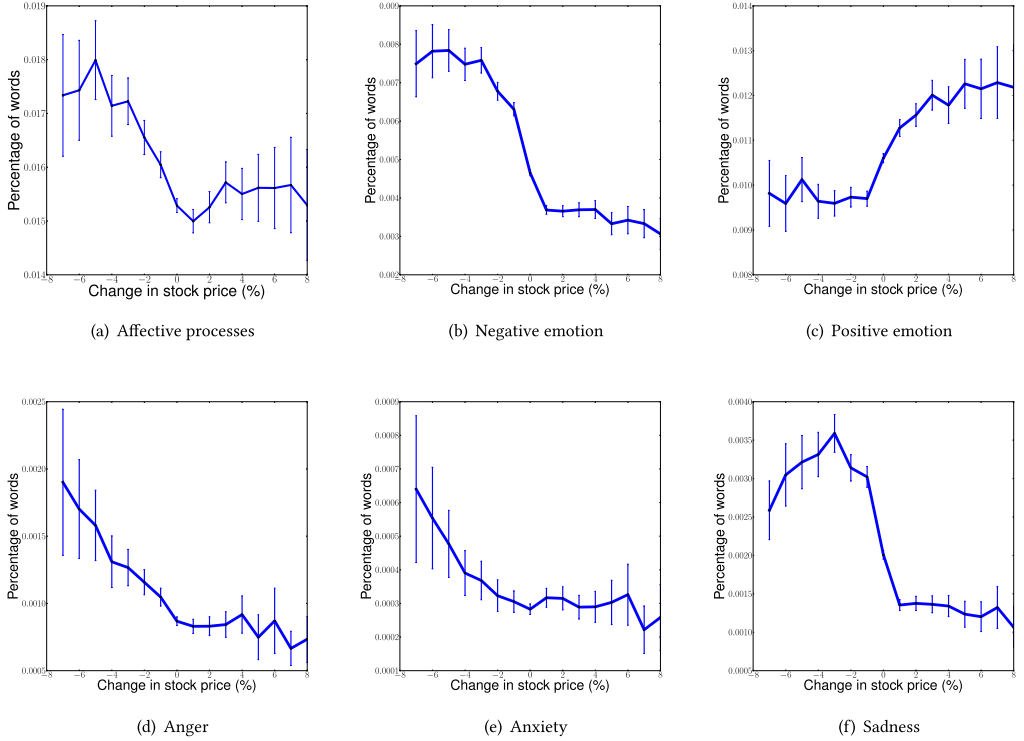 0.019
0.018
0.017
0.016
0.015
0.014
Percentage of words
−8 −6 −4 −2 0 2 4 6 8
Change in stock price (%)
(a) Affective processes
0.009
0.008
0.007
0.006
0.005
0.004
0.003
0.002
Percentage of words
−8 −6 −4 −2 0 2 4 6 8
Change in stock price (%)
(b) Negative emotion
0.014
0.013
0.012
0.011
0.010
0.009
0.008
Percentage of words
−8 −6 −4 −2 0 2 4 6 8
Change in stock price (%)
(c) Positive emotion
0.0025
0.0020
0.0015
0.0010
0.0005
Percentage of words
−8 −6 −4 −2 0 2 4 6 8
Change in stock price (%)
(d) Anger
0.0009
0.0008
0.0007
0.0006
0.0005
0.0004
0.0003
0.0002
0.0001
Percentage of words
−8 −6 −4 −2 0 2 4 6 8
Change in stock price (%)
(e) Anxiety
0.0040
0.0035
0.0030
0.0025
0.0020
0.0015
0.0010
0.0005
Percentage of words
−8 −6 −4 −2 0 2 4 6 8
Change in stock price (%)
(f) Sadness